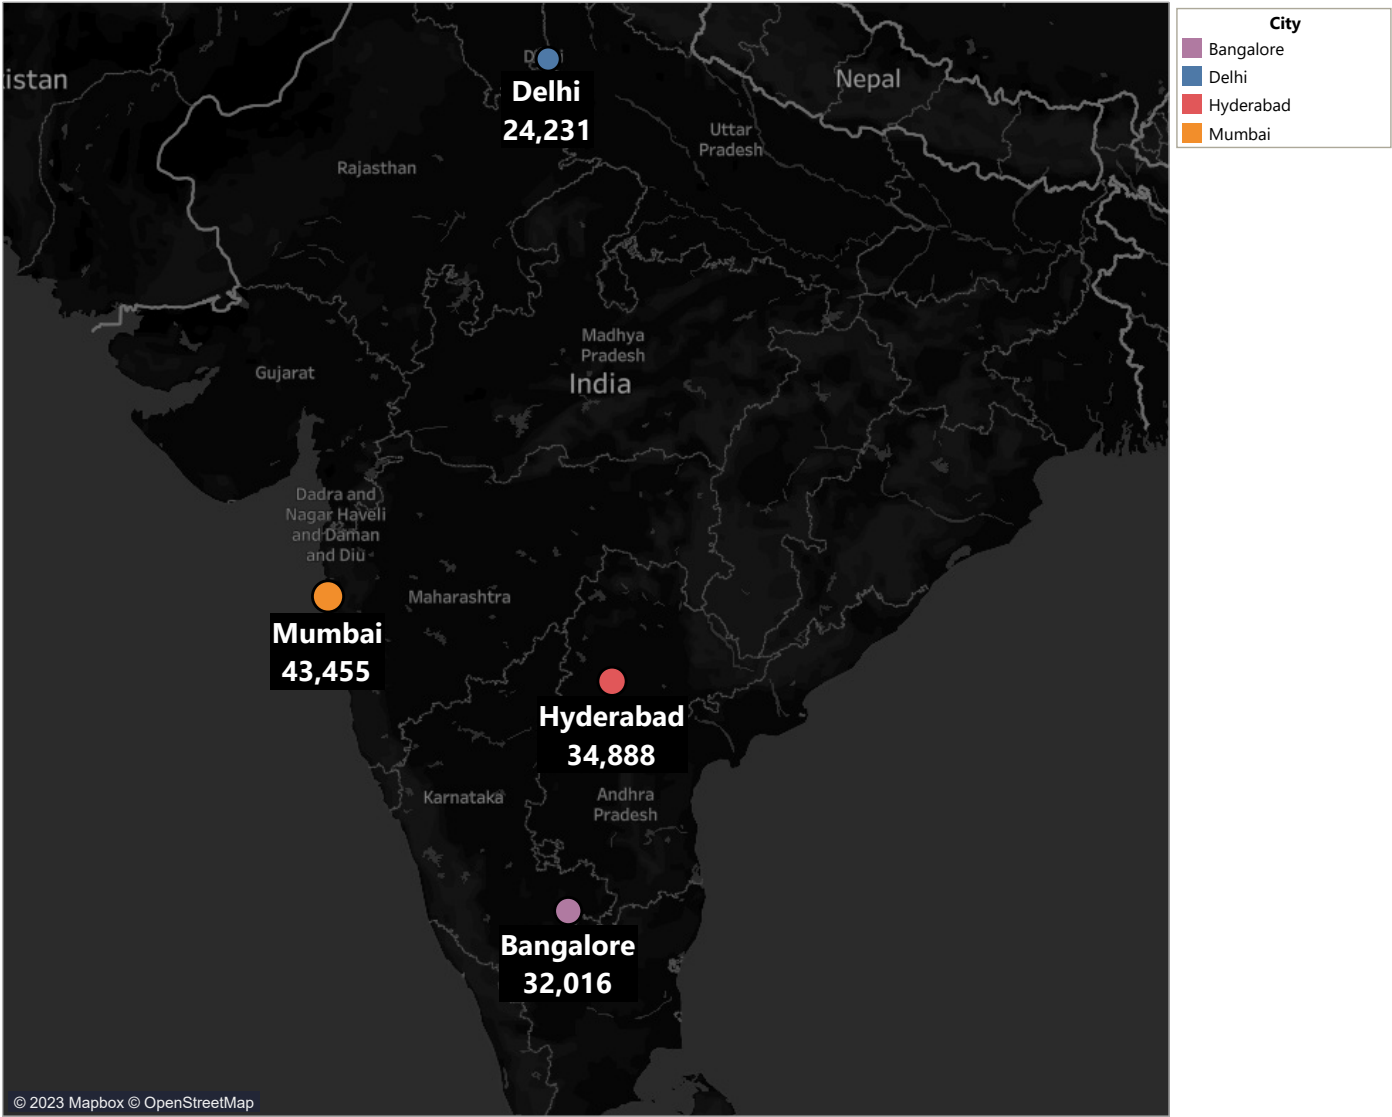 istan
Delhi
24,231
Nepal
Uttar
Pradesh
Rajasthan
Madhya
Pradesh
India
Gujarat
Dadra and
Nagar Haveli
and Daman
and Diu
Maharashtra
Mumbai
43,455
Hyderabad
34,888
Karnataka
Andhra
Pradesh
Bangalore
32,016
© 2023 Mapbox © OpenStreetMap
City
Bangalore
Delhi
Hyderabad
Mumbai